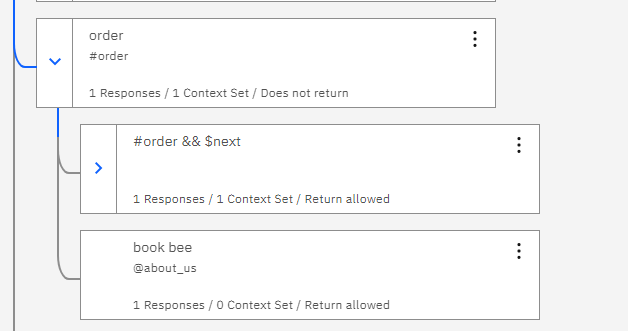 order
#order
1 Responses / 1 Context Set / Does not return
#order && $next
1 Responses / 1 Context Set / Return allowed
book bee
@about_us
1 Responses / 0 Context Set / Return allowed